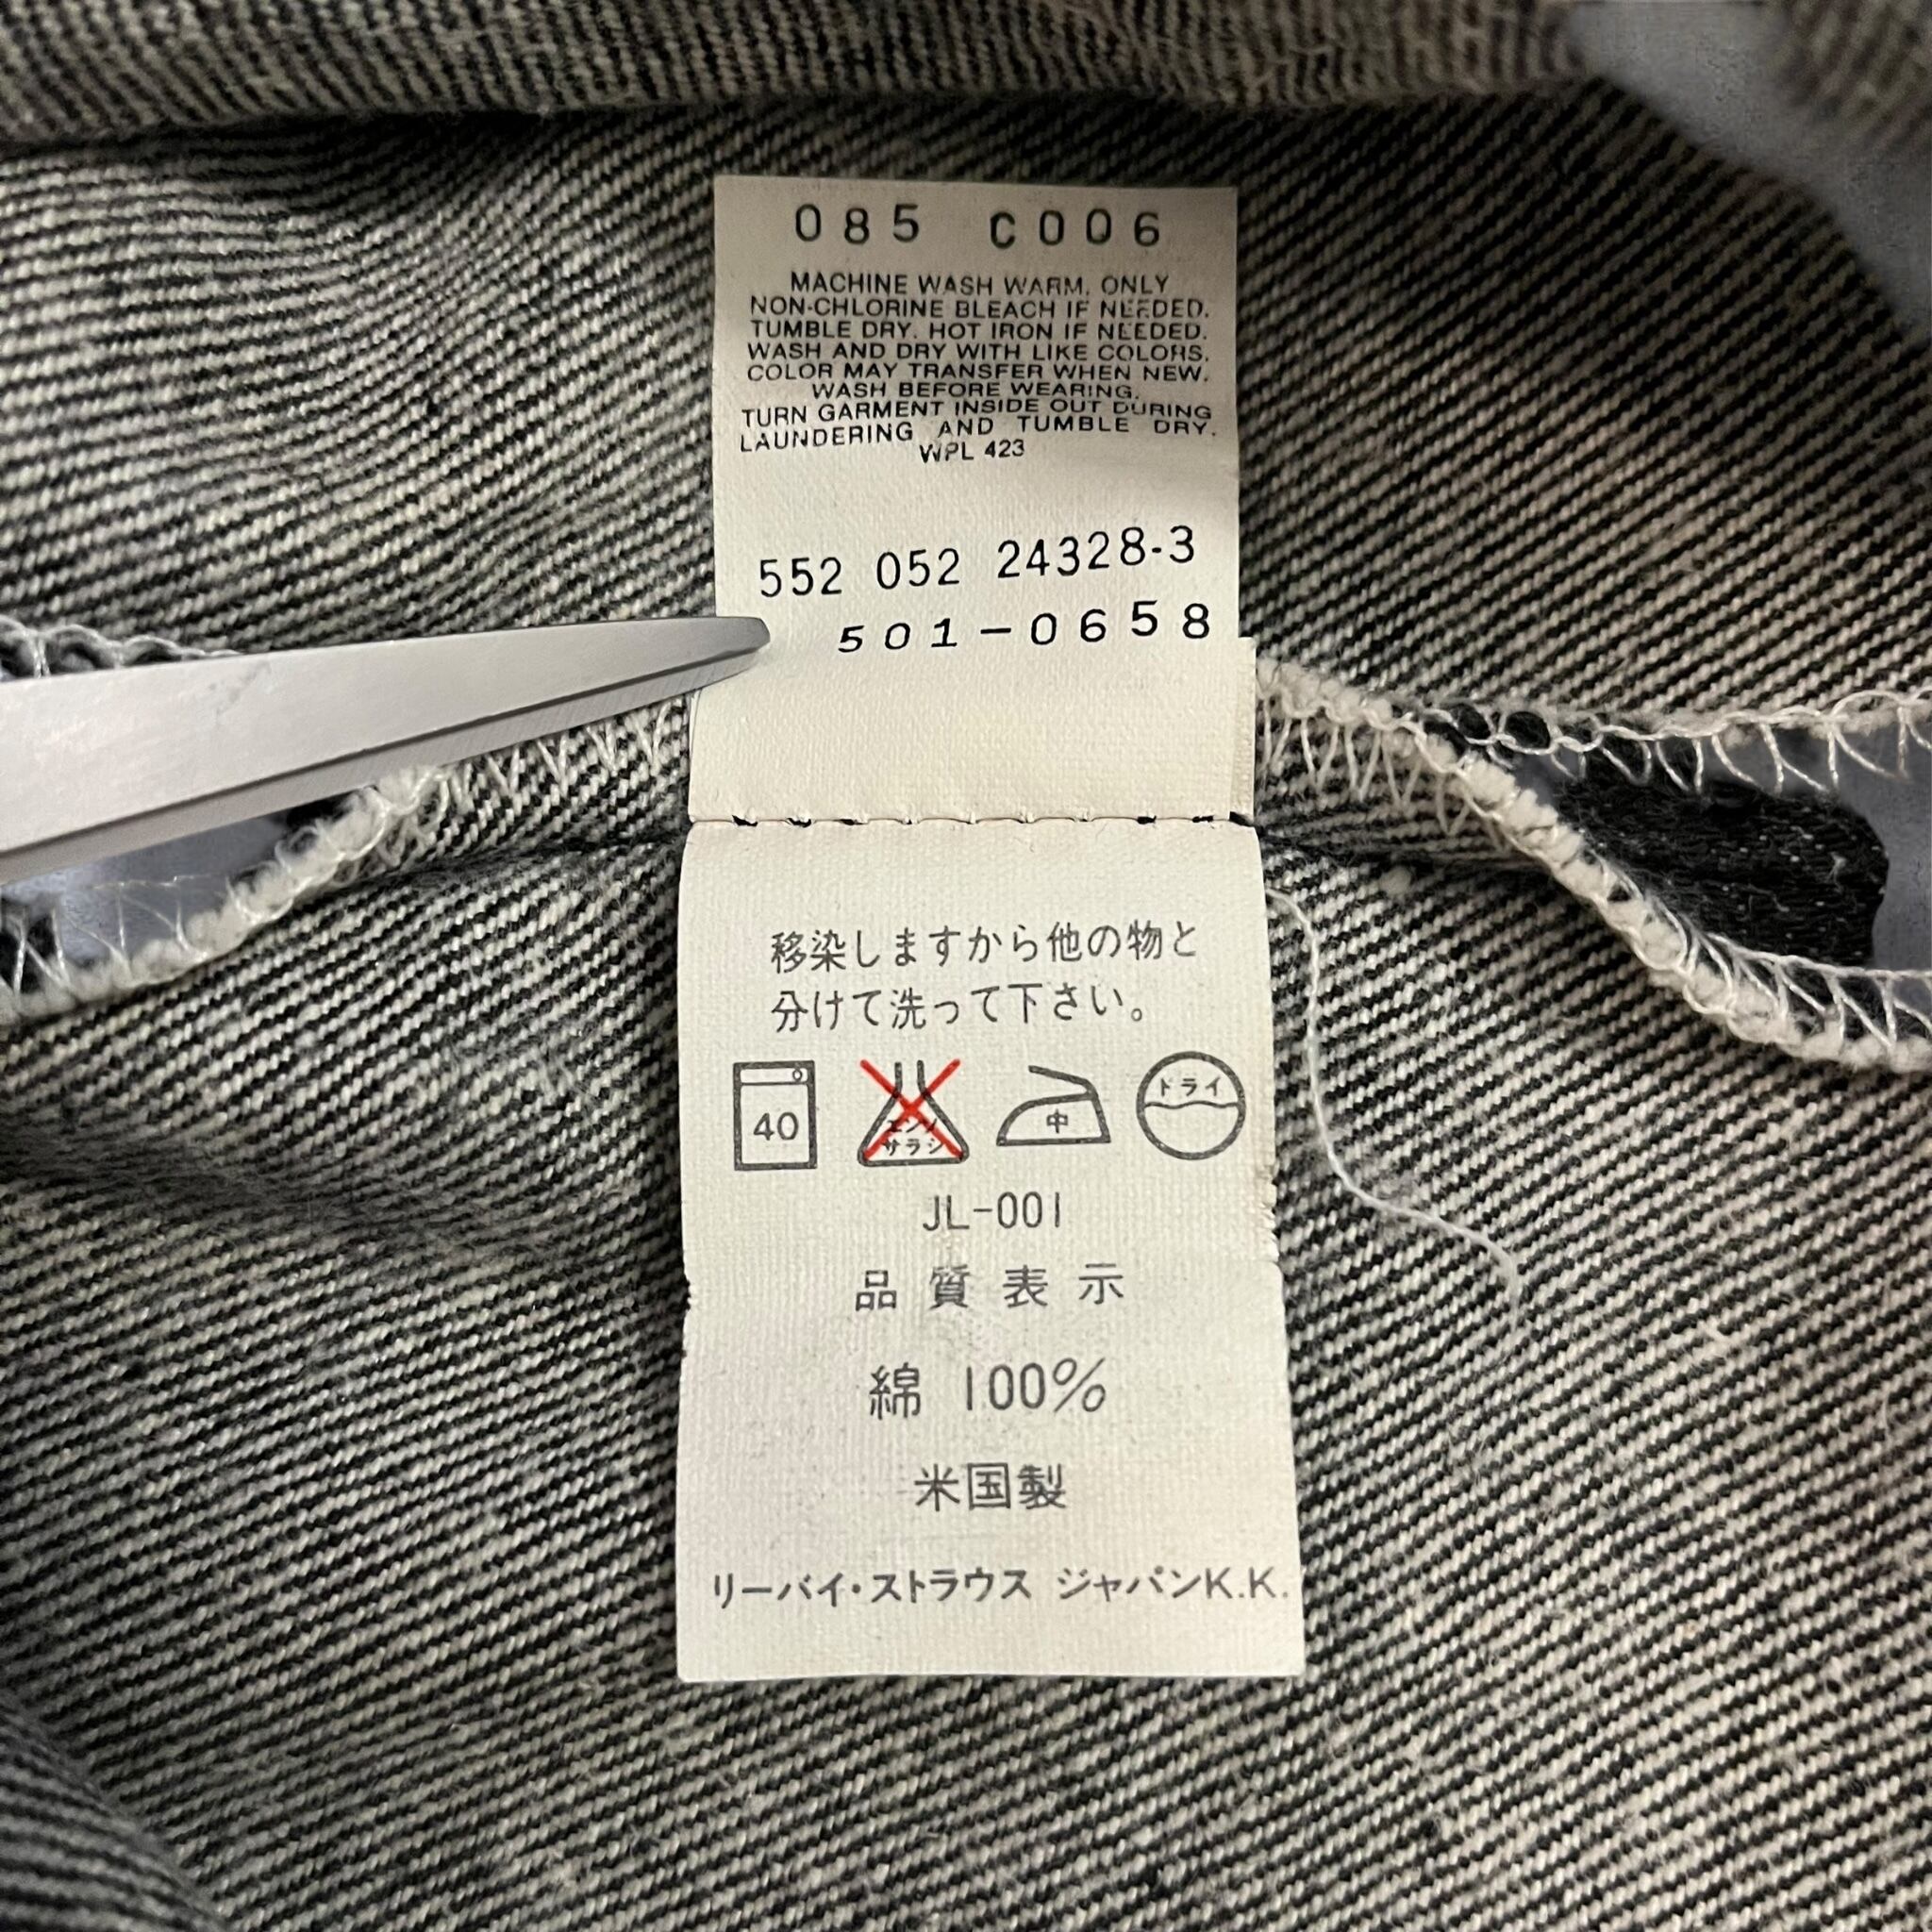 085 C006
MACHINE WASH WARM. ONLY
NON-CHLORINE BLEACH IF NEEDED.
TUMBLE DRY. HOT IRON IF NEEDED.
WASH AND DRY WITH LIKE COLORS.
COLOR MAY TRANSFER WHEN NEW.
WASH BEFORE WEARING.
TURN GARMENT INSIDE OUT DURING
LAUNDERING AND TUMBLE DRY.
WPL 423
552 052 24328-3
501-0658
移染しますから他の物と
分けて洗って下さい。
40 エンソサラシ 中 ドライ
JL-001
品質表示
綿 100%
米国製
リーバイ・ストラウス ジャパンK.K.